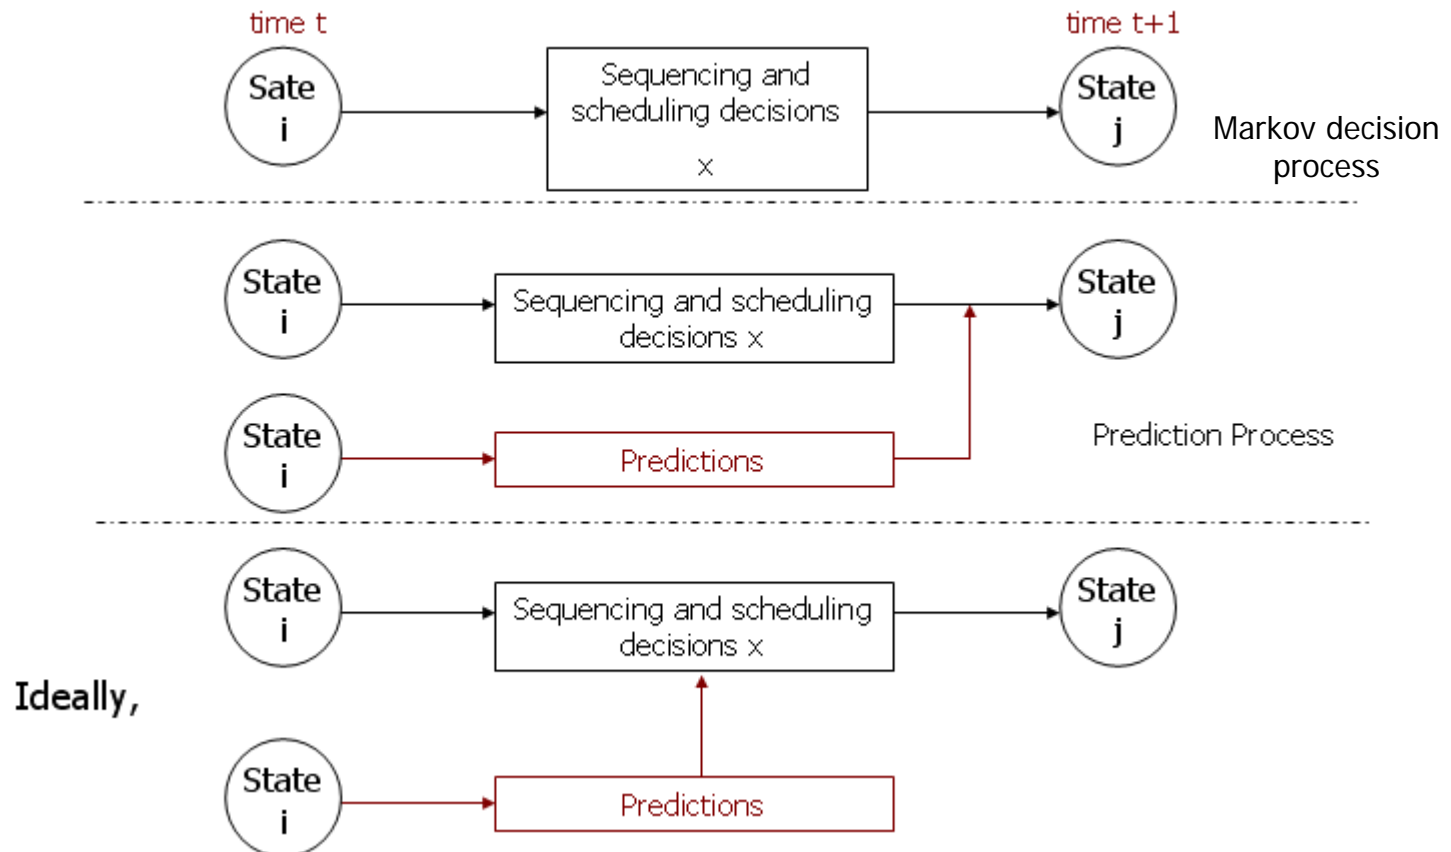 time t
time t+1
Sate
i
Sequencing and
scheduling decisions
x
State
j
Markov decision
process
State
i
Sequencing and scheduling
decisions x
State
j
State
i
Predictions
Prediction Process
State
i
Sequencing and scheduling
decisions x
State
j
Ideally,
State
i
Predictions